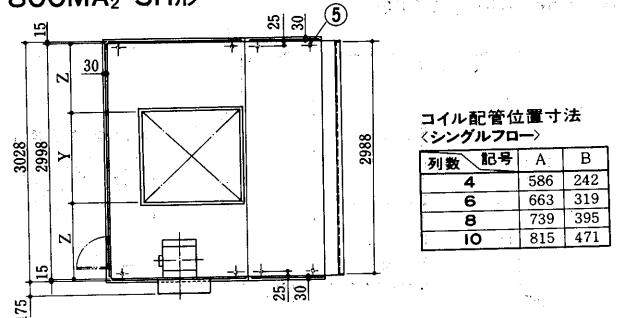 800MA₂-SH形
15
25
30
⑤
30
Z
Y
Z
3028
2998
2988
15
175
25
30
コイル配管位置寸法
〈シングルフロー〉
列数 記号 A B
4 586 242
6 663 319
8 739 395
10 815 471